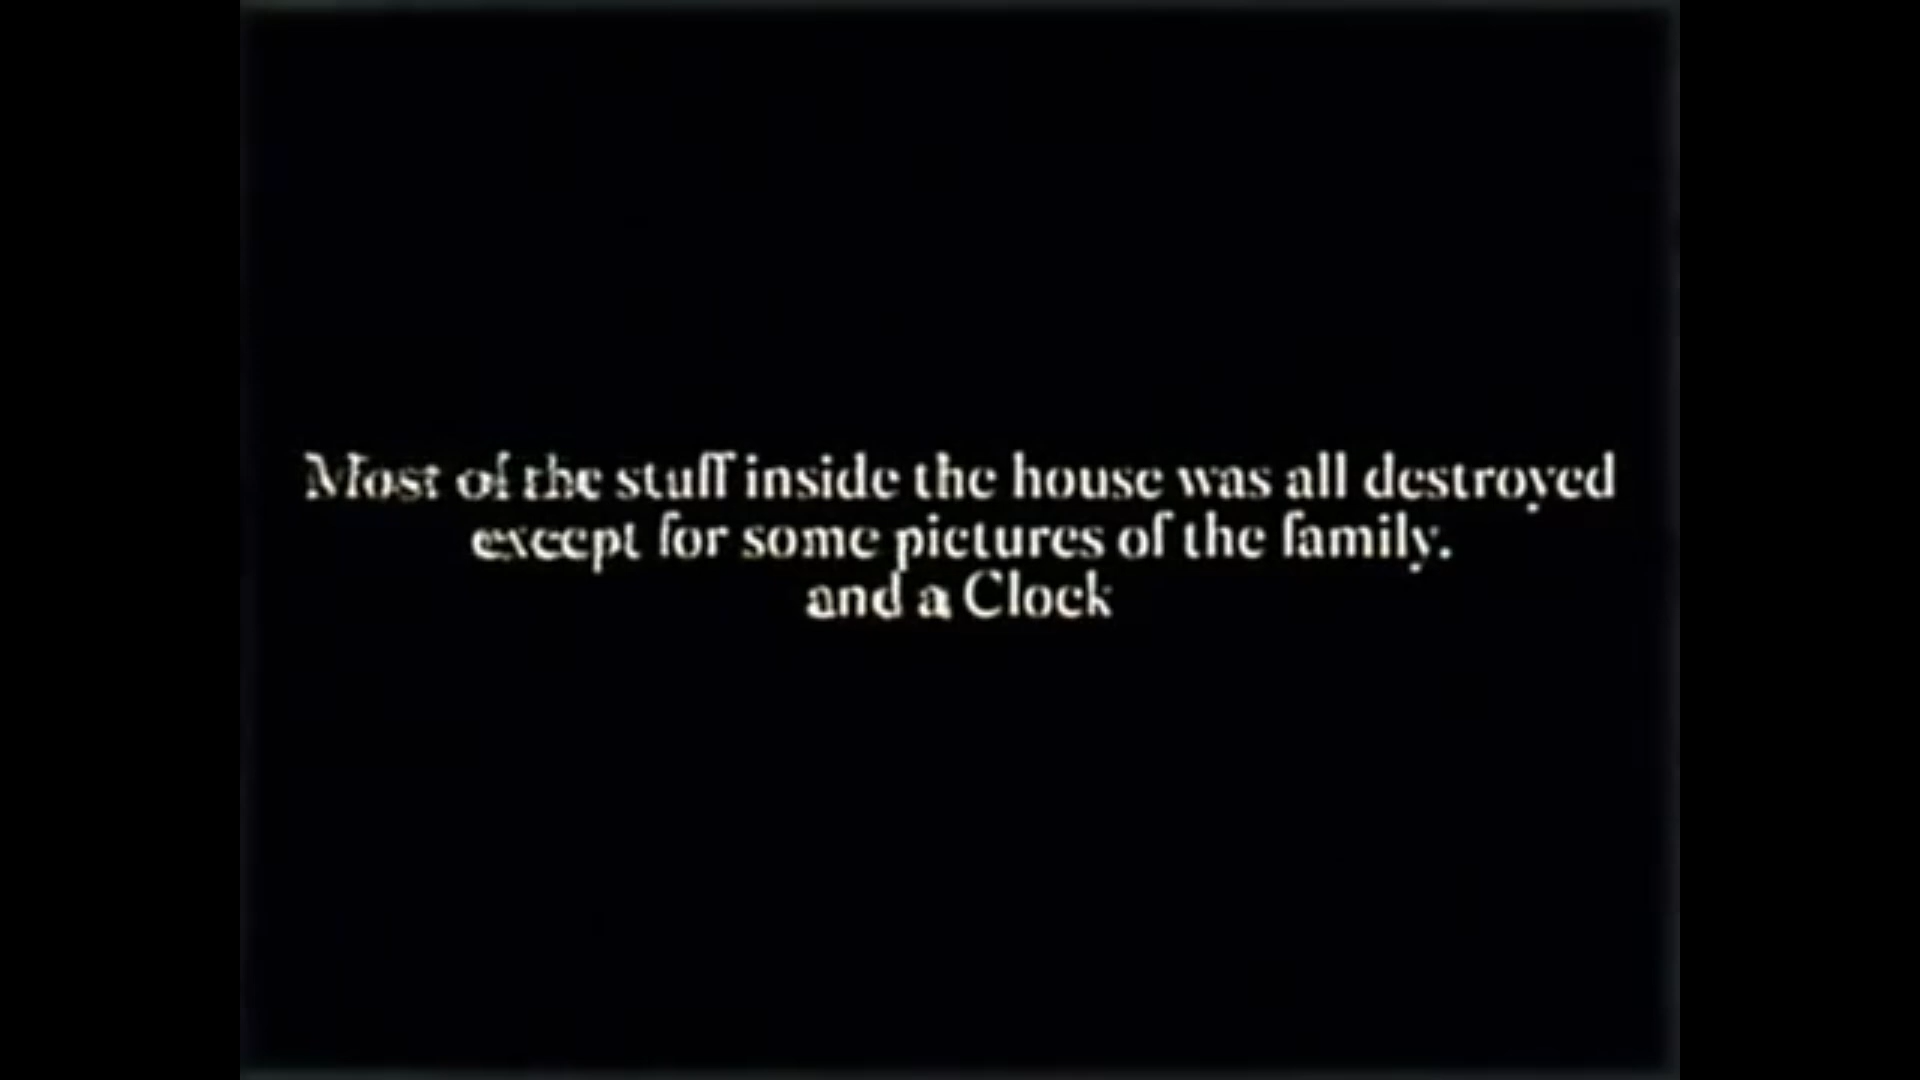 Most of the stuff inside the house was all destroyed
except for some pictures of the family.
and a Clock